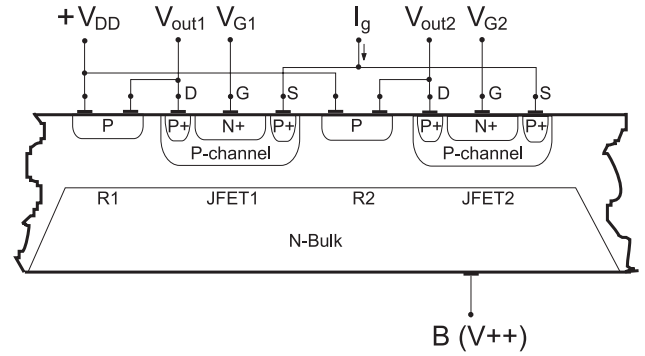 +V_DD V_out1 V_G1 I_g V_out2 V_G2
D G S D G S
P P+ N+ P+ P P+ N+ P+
P-channel P-channel
R1 JFET1 R2 JFET2
N-Bulk
B (V++)